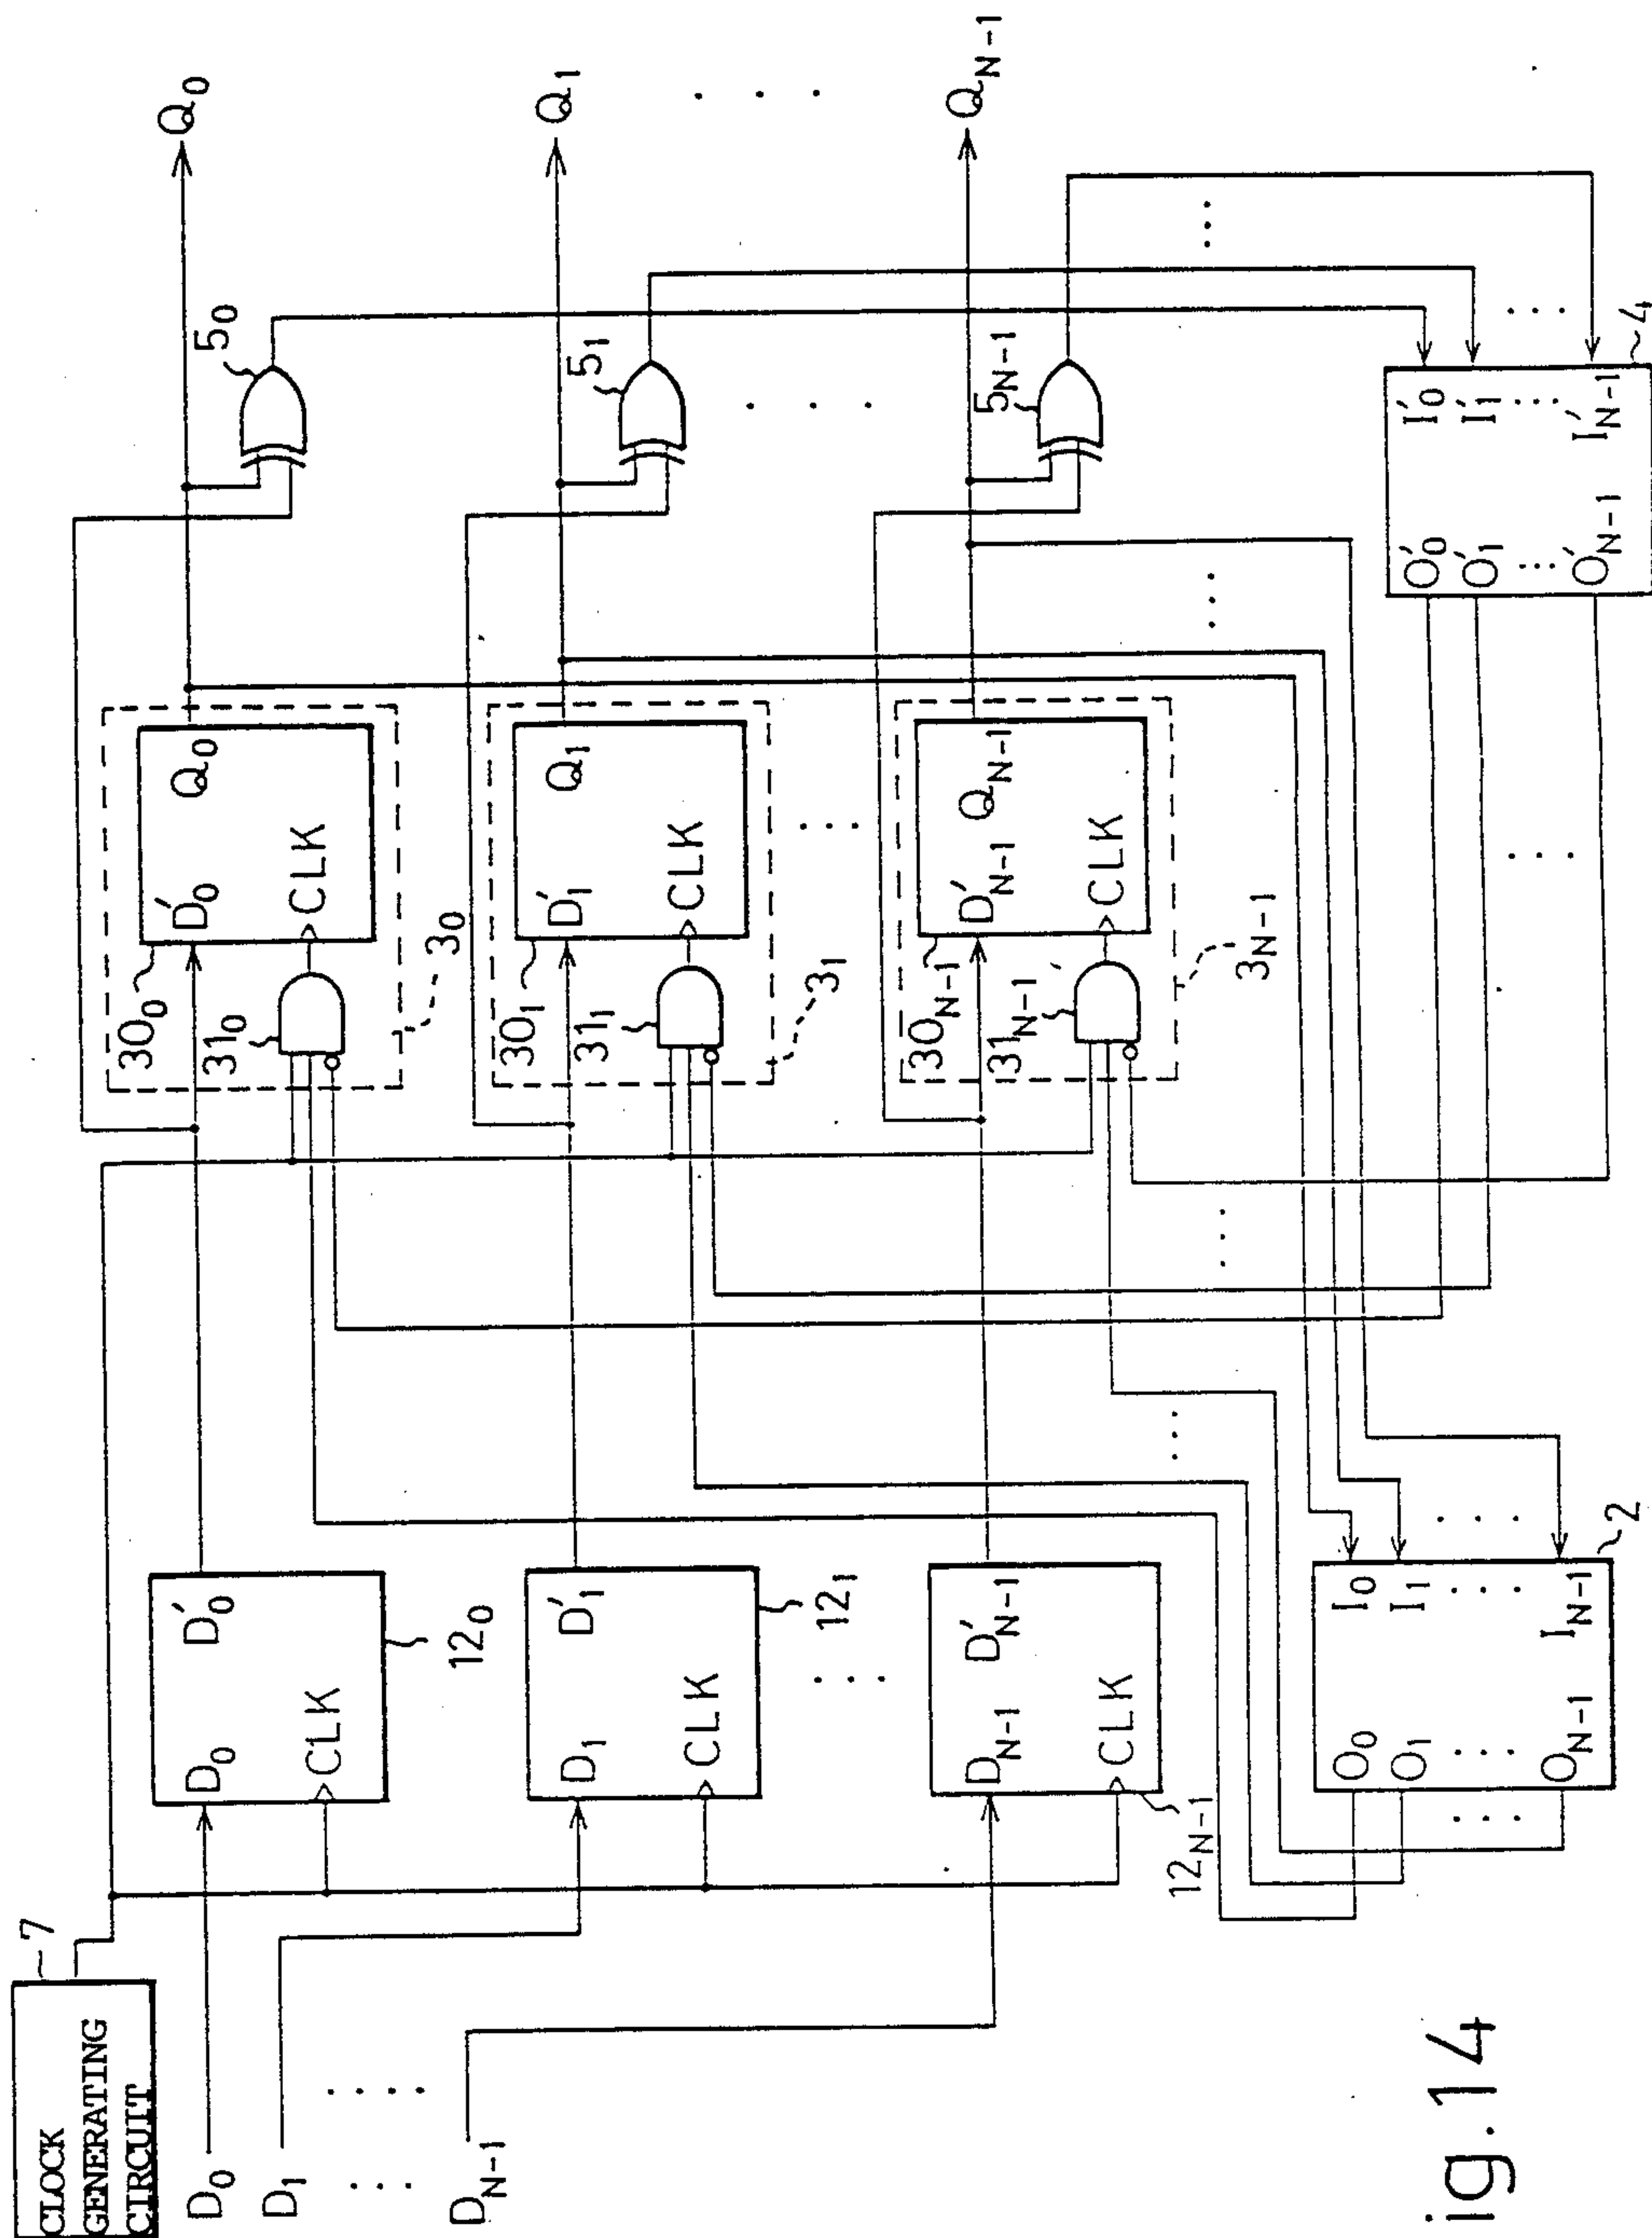 CLOCK
GENERATING
CIRCUIT
7
D0
D1
....
...
DN-1
D0 D'0
CLK
120
D1 D'1
CLK
121
...
DN-1 D'N-1
CLK
12N-1
300
D'0 Q0
CLK
310
30
301
D'1 Q1
CLK
311
31
...
30N-1
D'N-1 QN-1
CLK
31N-1
3N-1
50
51
...
5N-1
Q0
Q1
...
QN-1
O0 I0
O1 I1
... ...
ON-1 IN-1
2
O'0 I'0
O'1 I'1
... ...
O'N-1 I'N-1
4
ig.14